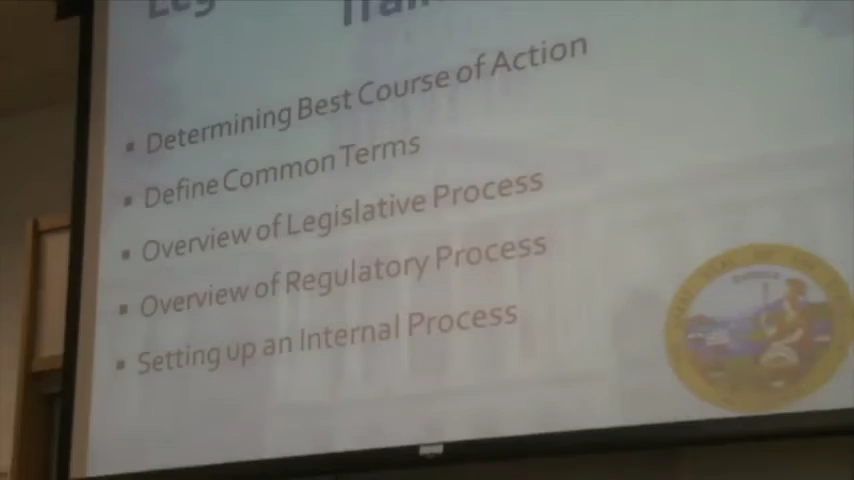 Leg
Determining Best Course of Action
Define Common Terms
Overview of Legislative Process
Overview of Regulatory Process
Setting up an Internal Process